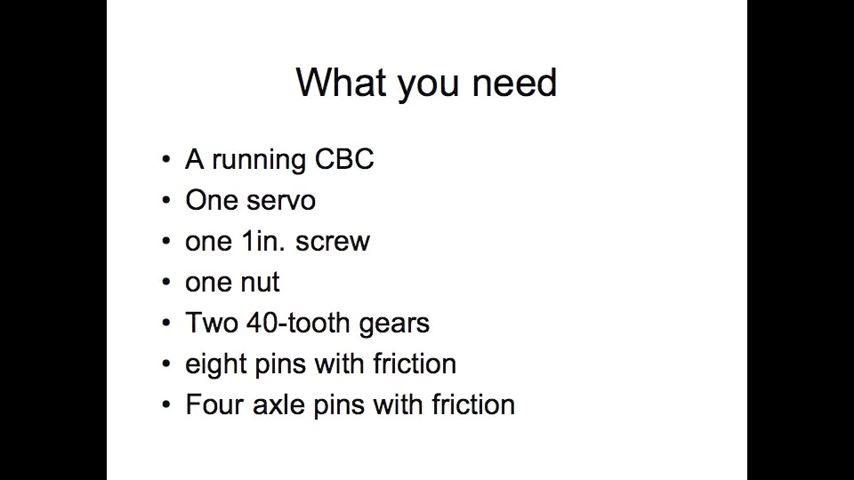 What you need
• A running CBC
• One servo
• one 1in. screw
• one nut
• Two 40-tooth gears
• eight pins with friction
• Four axle pins with friction